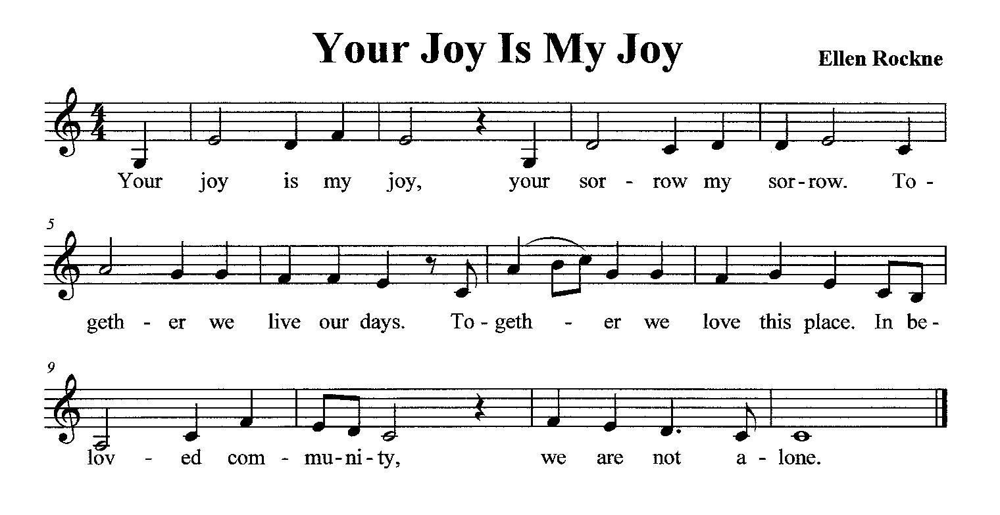 Your Joy Is My Joy
Ellen Rockne
4
4
Your joy is my joy, your sor - row my sor - row. To -
5
geth - er we live our days. To - geth - er we love this place. In be -
9
lov - ed com - mu - ni - ty, we are not a - lone.